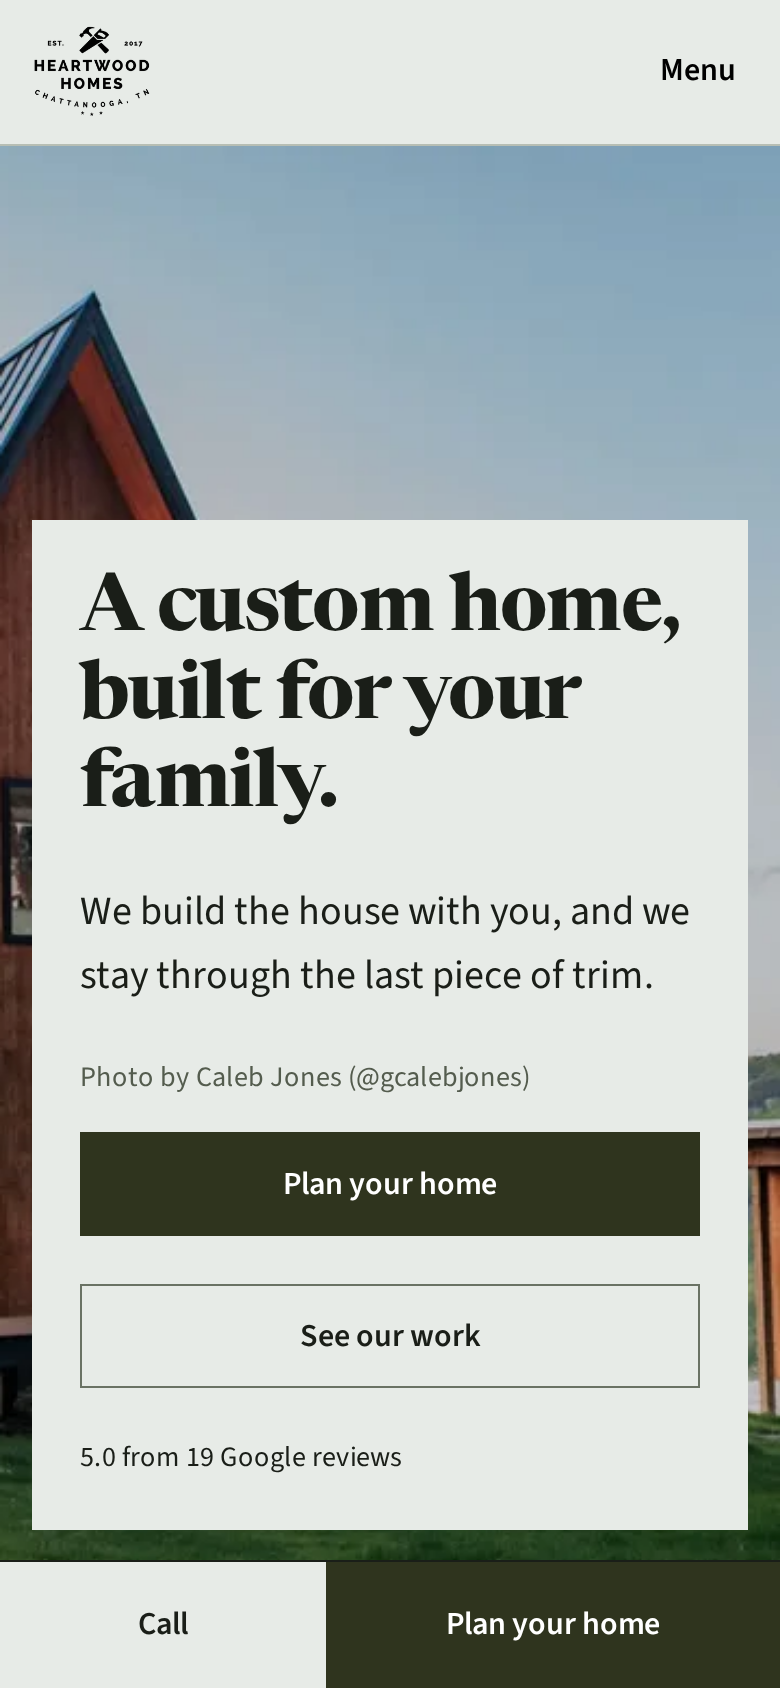 EST. 2017
HEARTWOOD
HOMES
CHATTANOOGA, TN
Menu
A custom home,
built for your
family.
We build the house with you, and we
stay through the last piece of trim.
Photo by Caleb Jones (@gcalebjones)
Plan your home
See our work
5.0 from 19 Google reviews
Call
Plan your home